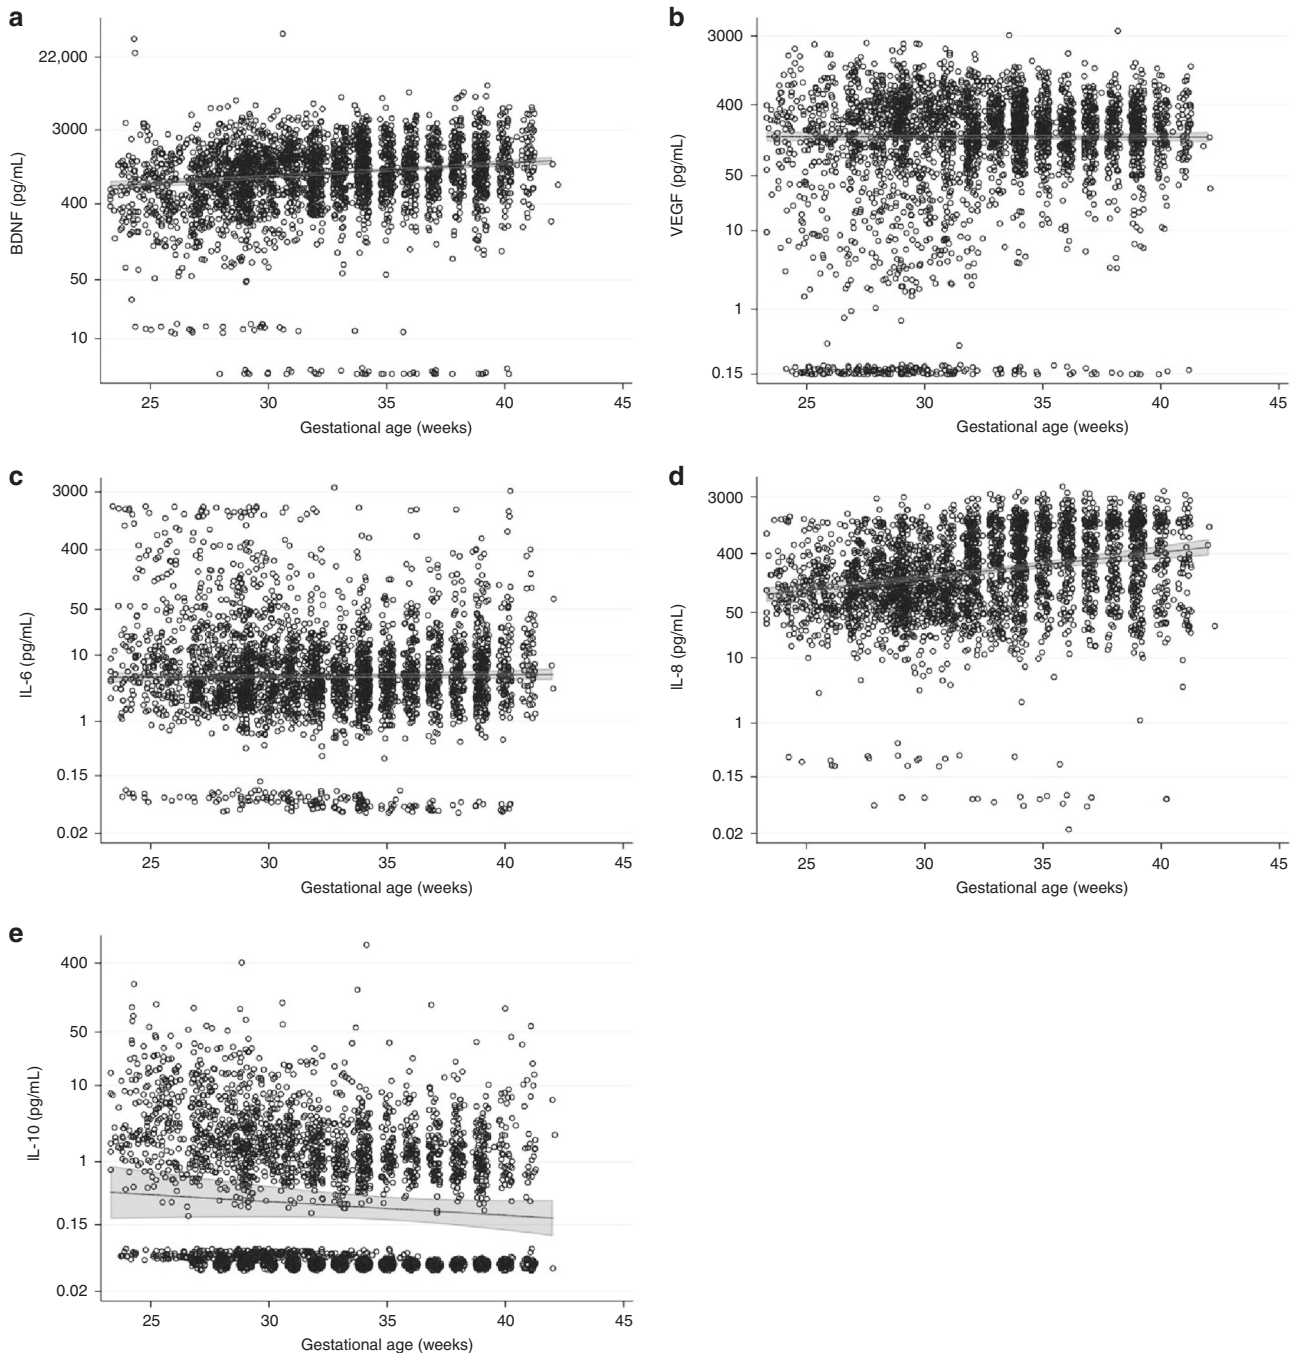 a
BDNF (pg/mL)
22,000
3000
400
50
10
25 30 35 40 45
Gestational age (weeks)
b
VEGF (pg/mL)
3000
400
50
10
1
0.15
25 30 35 40 45
Gestational age (weeks)
c
IL-6 (pg/mL)
3000
400
50
10
1
0.15
0.02
25 30 35 40 45
Gestational age (weeks)
d
IL-8 (pg/mL)
3000
400
50
10
1
0.15
0.02
25 30 35 40 45
Gestational age (weeks)
e
IL-10 (pg/mL)
400
50
10
1
0.15
0.02
25 30 35 40 45
Gestational age (weeks)